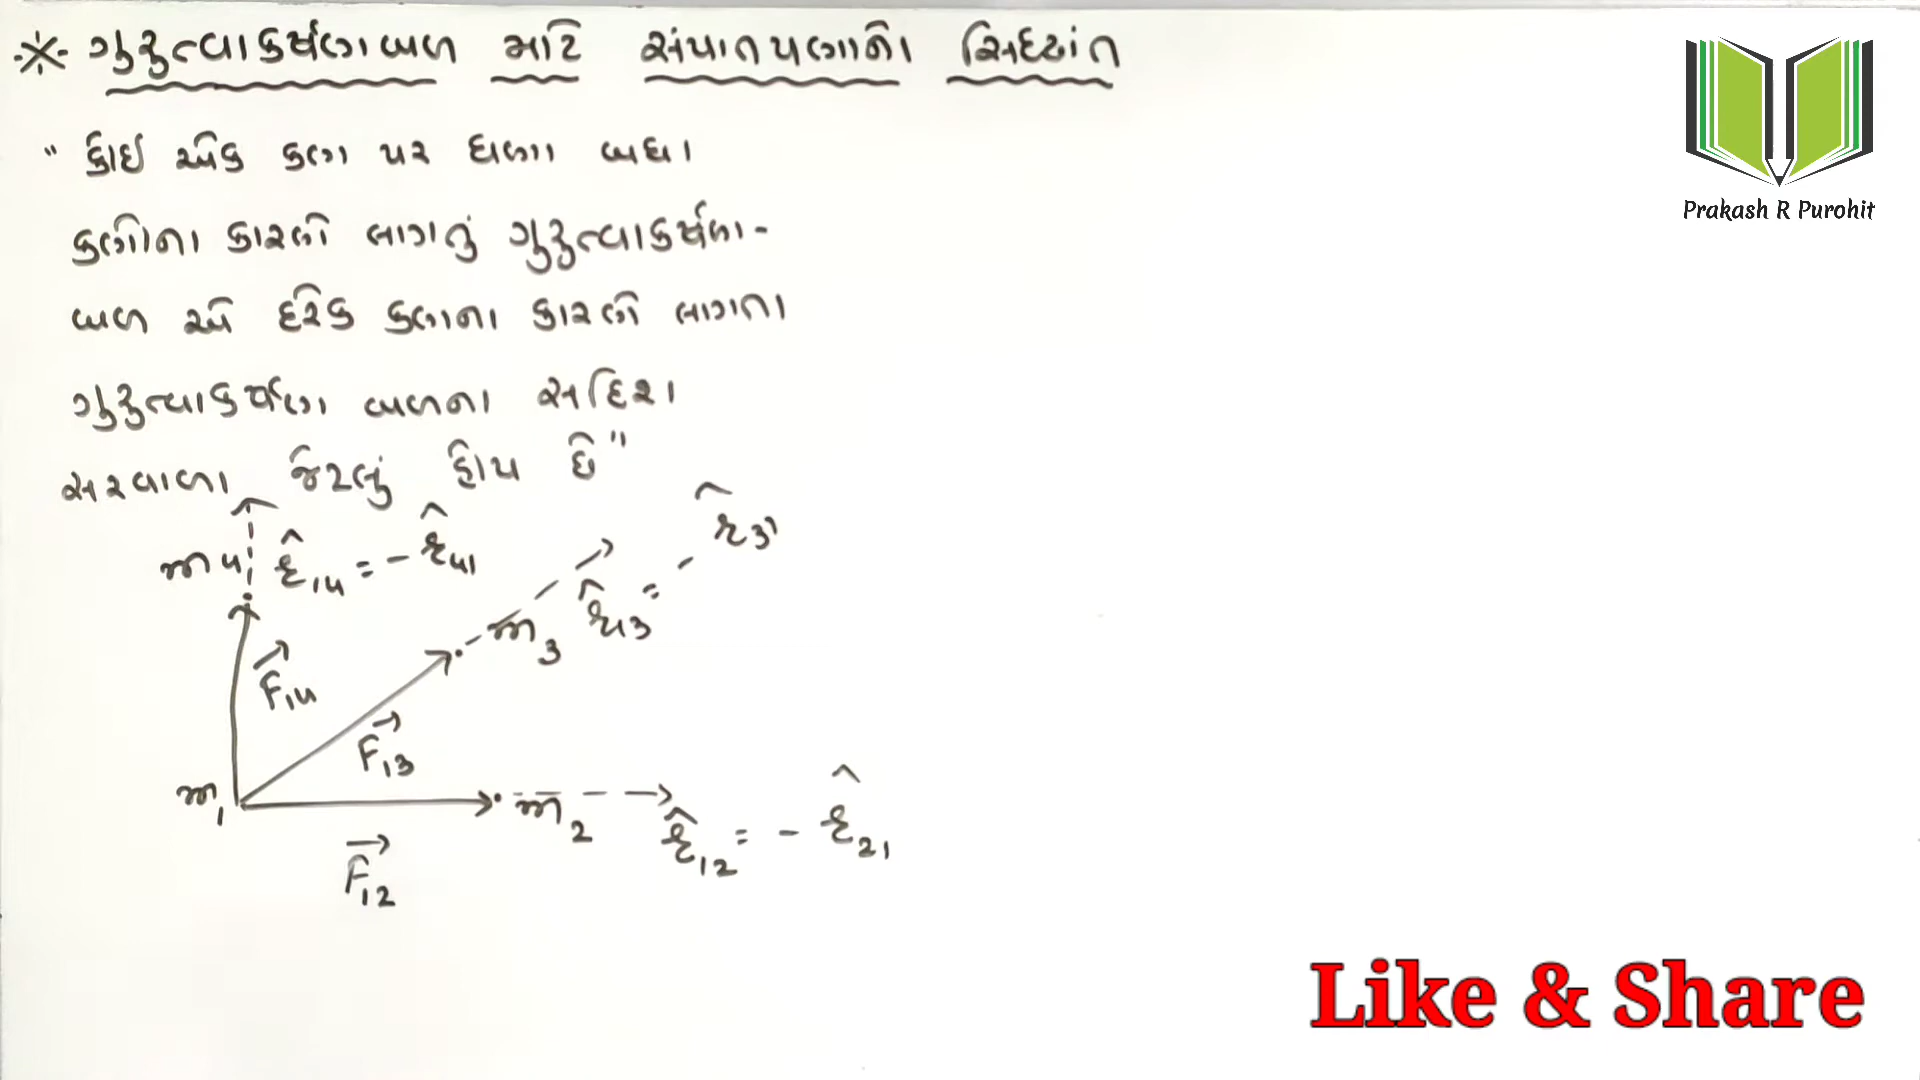 * ગુરુત્વાકર્ષણબળ માટે સંપાતપણાનો સિદ્ધાંત
Prakash R Purohit
" કોઈ એક કણ પર ઘણા બધા
કણોના કારણે લાગતું ગુરુત્વાકર્ષણ-
બળ એ દરેક કણના કારણે લાગતા
ગુરુત્વાકર્ષણ બળના સદિશ
સરવાળા જેટલું હોય છે "
m4 r̂14 = - r̂41
m3 r̂13 = - r̂31
F⃗14
F⃗13
m1 m2 r̂12 = - r̂21
F⃗12
Like & Share